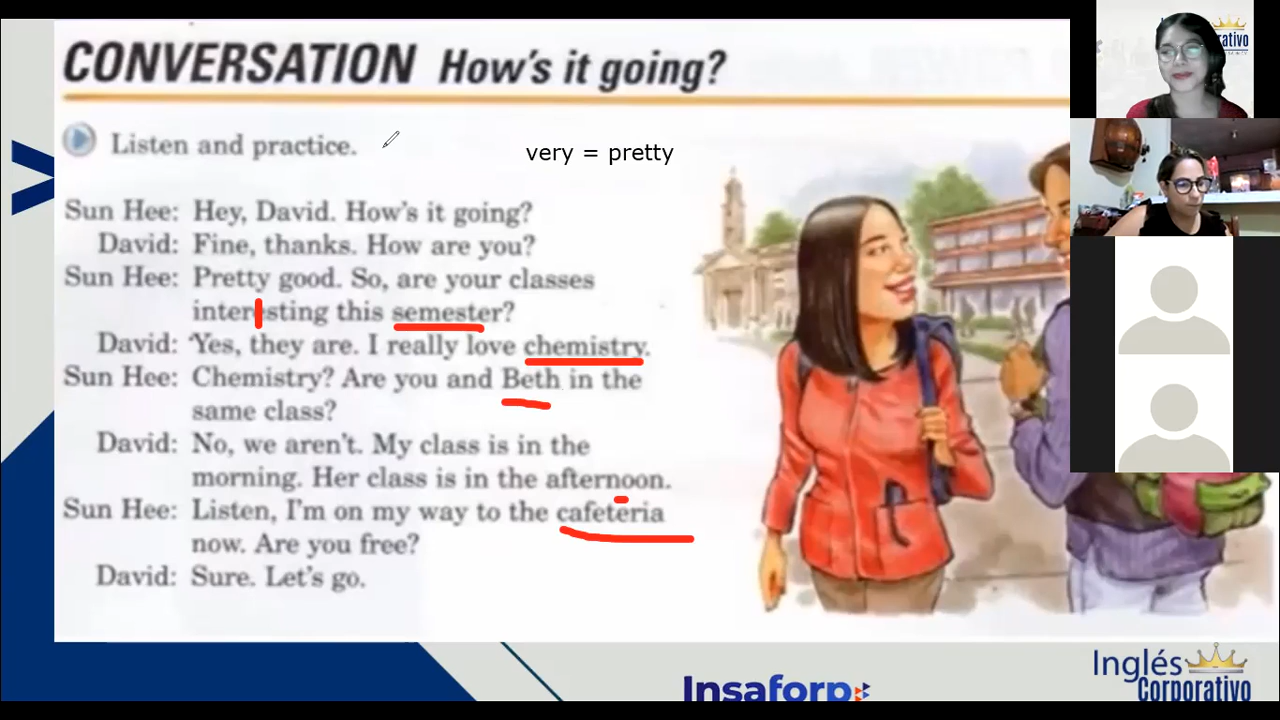 CONVERSATION How's it going?
Listen and practice.
very = pretty
Sun Hee: Hey, David. How's it going?
David: Fine, thanks. How are you?
Sun Hee: Pretty good. So, are your classes
interesting this semester?
David: Yes, they are. I really love chemistry.
Sun Hee: Chemistry? Are you and Beth in the
same class?
David: No, we aren't. My class is in the
morning. Her class is in the afternoon.
Sun Hee: Listen, I'm on my way to the cafeteria
now. Are you free?
David: Sure. Let's go.
Insaforp
Inglés
Corporativo